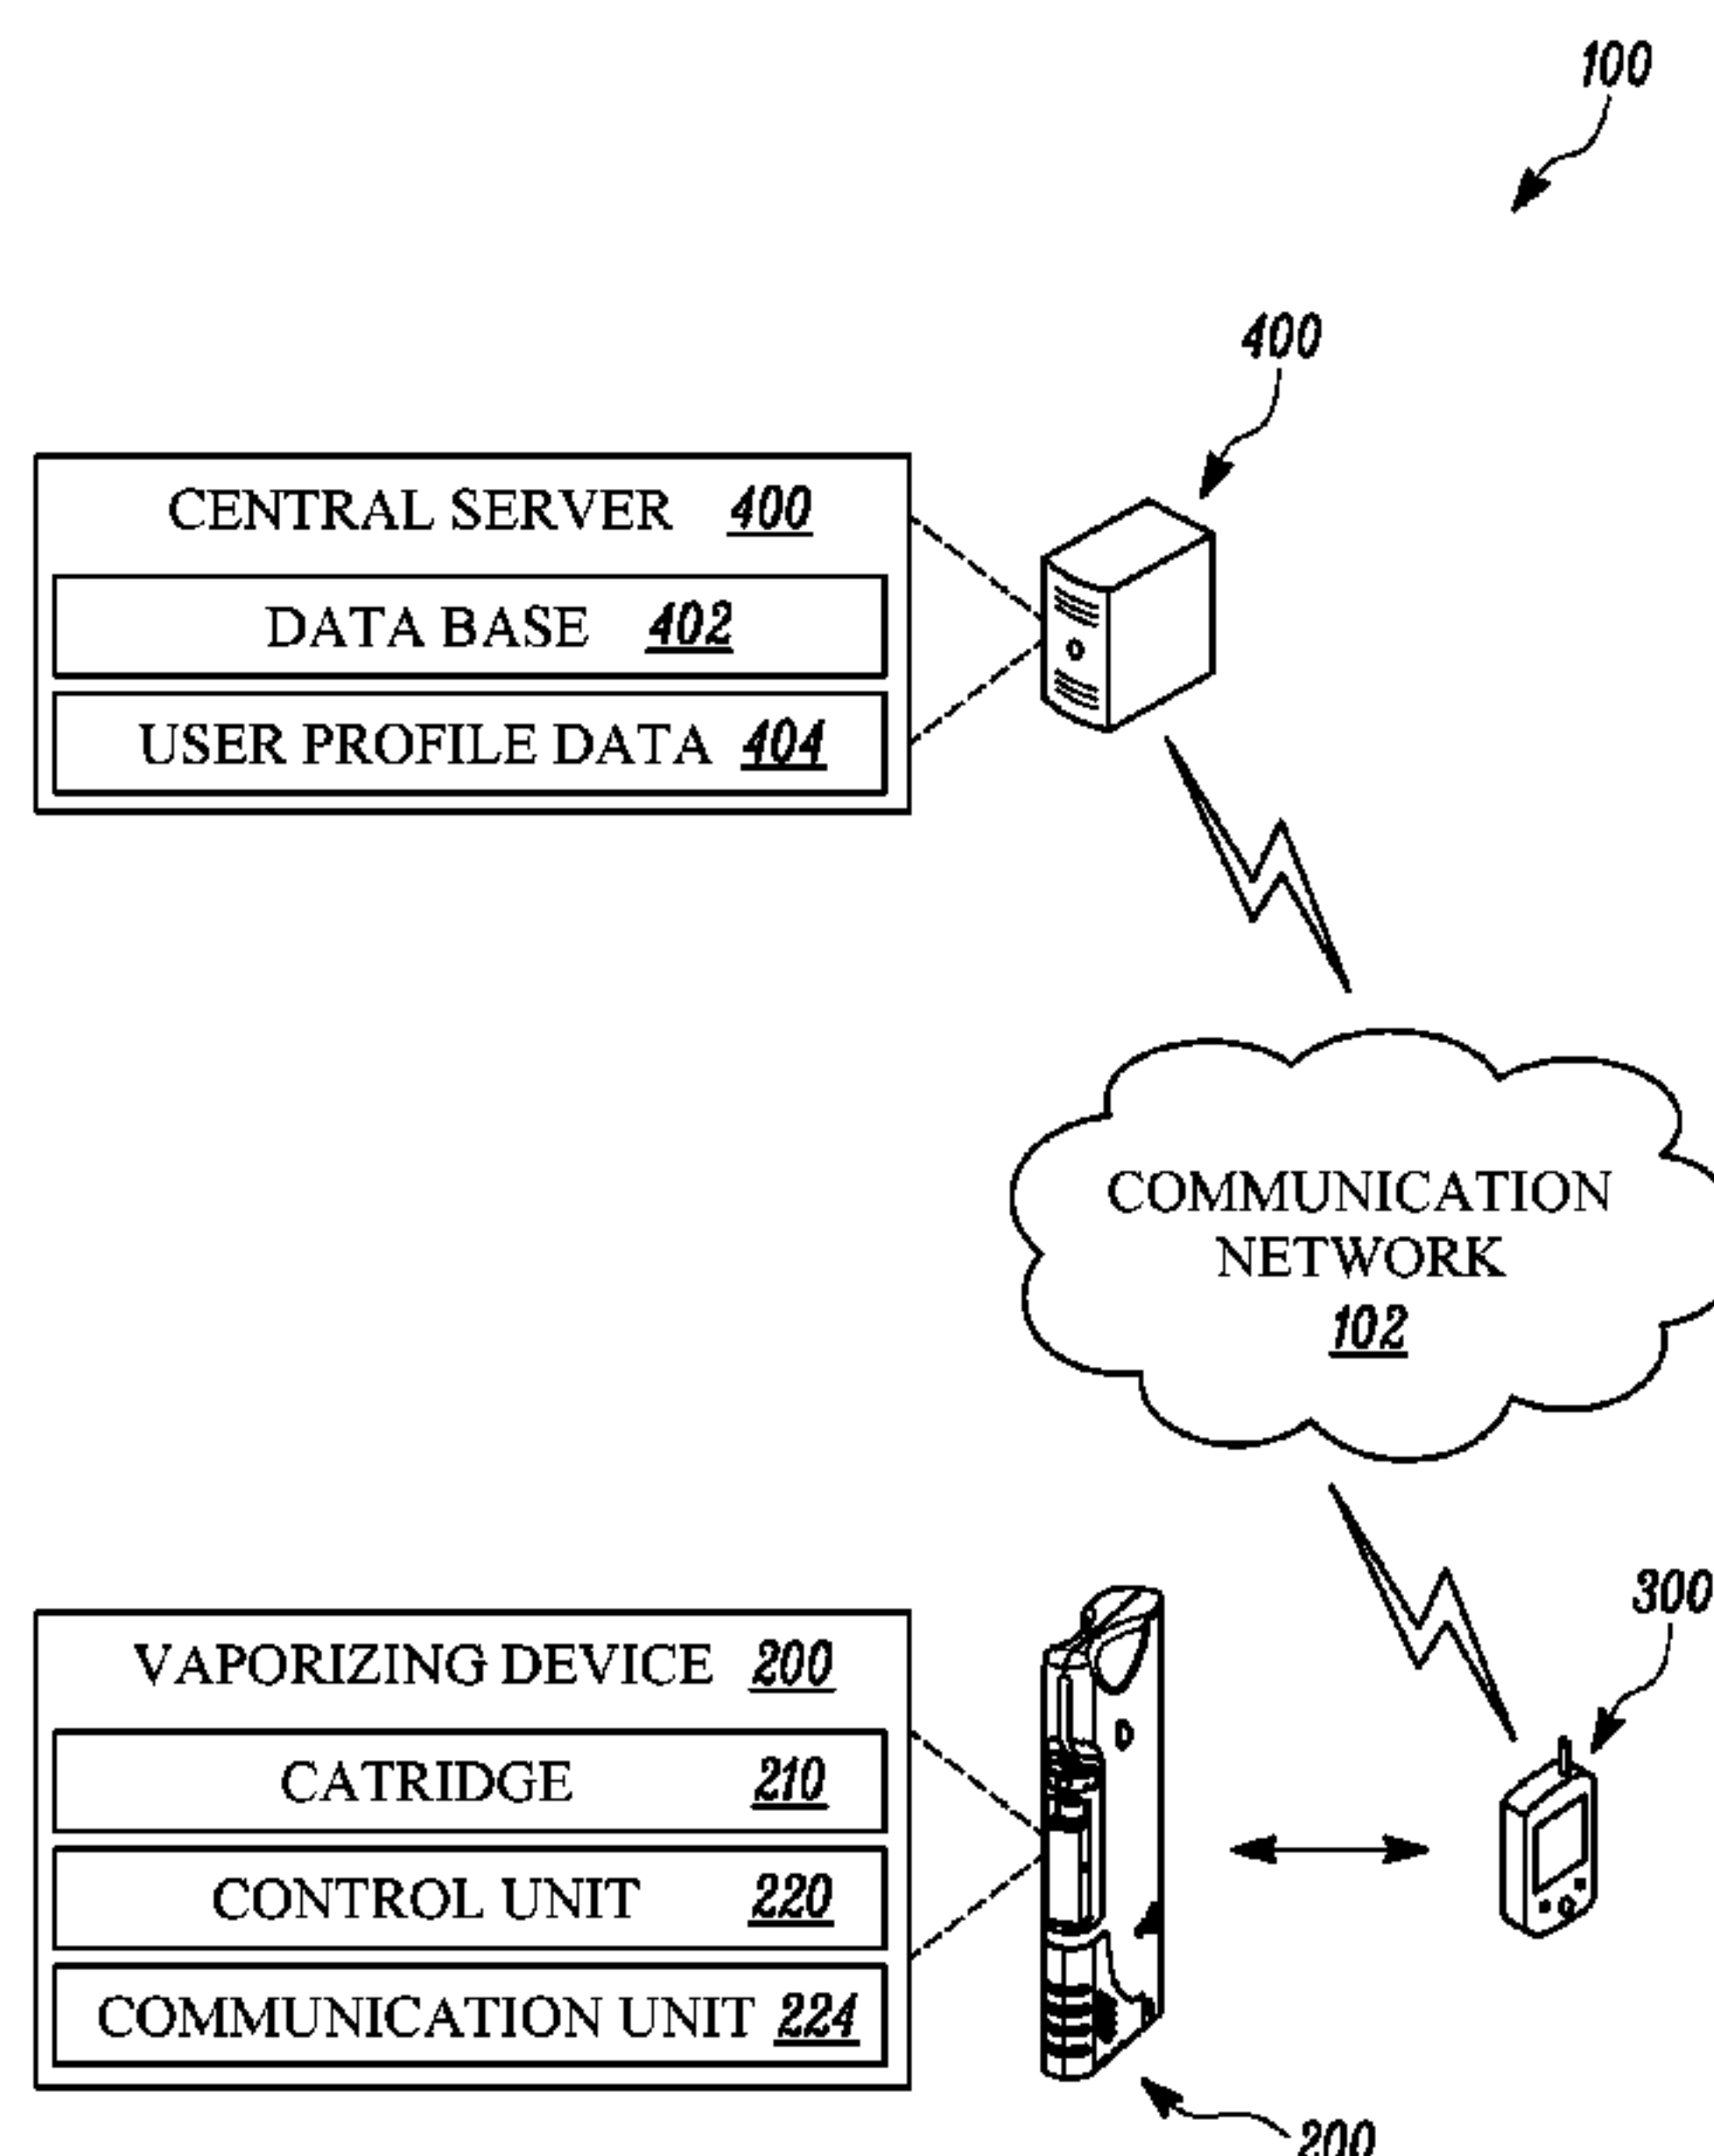 100
400
CENTRAL SERVER 400
DATA BASE 402
USER PROFILE DATA 404
COMMUNICATION
NETWORK
102
300
VAPORIZING DEVICE 200
CATRIDGE 210
CONTROL UNIT 220
COMMUNICATION UNIT 224
200